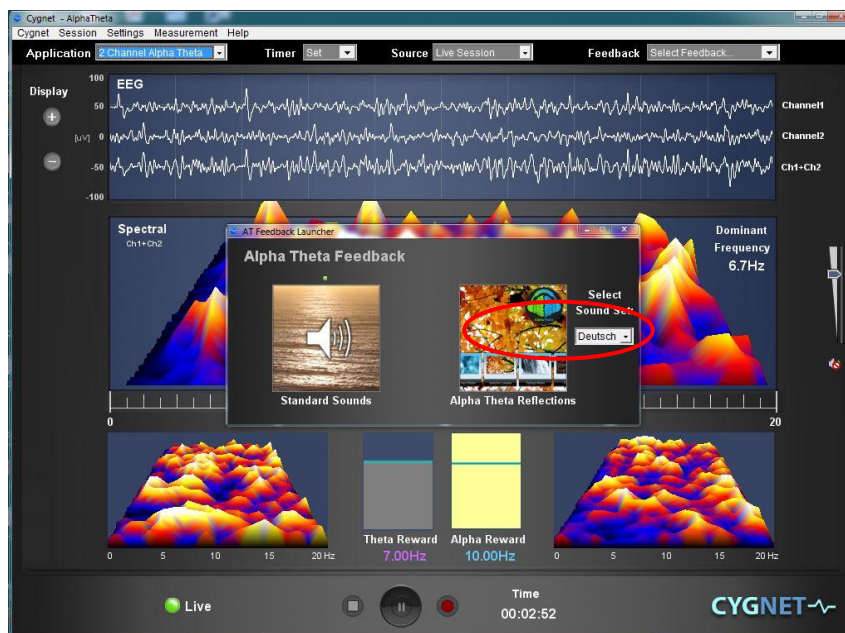 Cygnet - AlphaTheta
Cygnet Session Settings Measurement Help
Application 2 Channel Alpha Theta Timer Set Source Live Session Feedback Select Feedback...
Display
100
50
[uV] 0
-50
-100
EEG
Channel1
Channel2
Ch1+Ch2
Spectral
Ch1+Ch2
Dominant
Frequency
6.7Hz
AT Feedback Launcher
Alpha Theta Feedback
Select
Sound Set:
Deutsch
Standard Sounds
Alpha Theta Reflections
0 20
0 5 10 15 20 Hz
Theta Reward
7.00Hz
Alpha Reward
10.00Hz
0 5 10 15 20 Hz
Live
Time
00:02:52
CYGNET